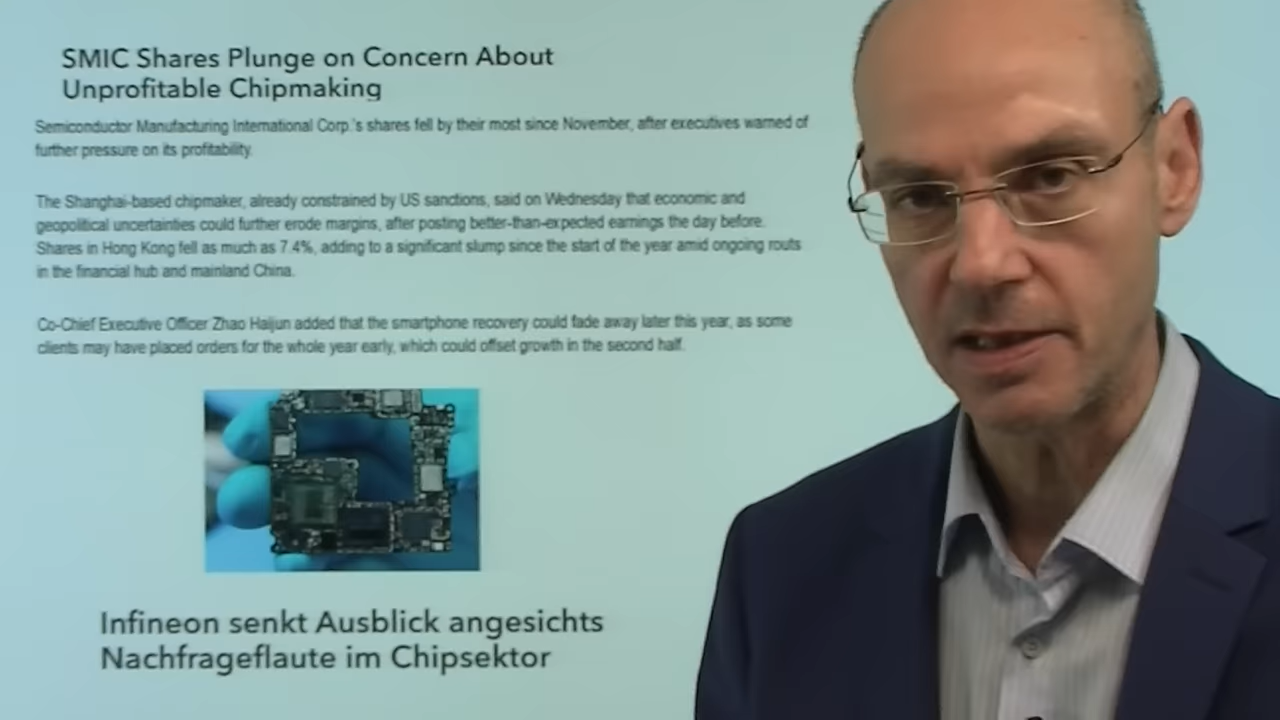 SMIC Shares Plunge on Concern About
Unprofitable Chipmaking
Semiconductor Manufacturing International Corp.'s shares fell by their most since November, after executives warned of
further pressure on its profitability.
The Shanghai-based chipmaker, already constrained by US sanctions, said on Wednesday that economic and
geopolitical uncertainties could further erode margins, after posting better-than-expected earnings the day before.
Shares in Hong Kong fell as much as 7.4%, adding to a significant slump since the start of the year amid ongoing routs
in the financial hub and mainland China.
Co-Chief Executive Officer Zhao Haijun added that the smartphone recovery could fade away later this year, as some
clients may have placed orders for the whole year early, which could offset growth in the second half.
Infineon senkt Ausblick angesichts
Nachfrageflaute im Chipsektor